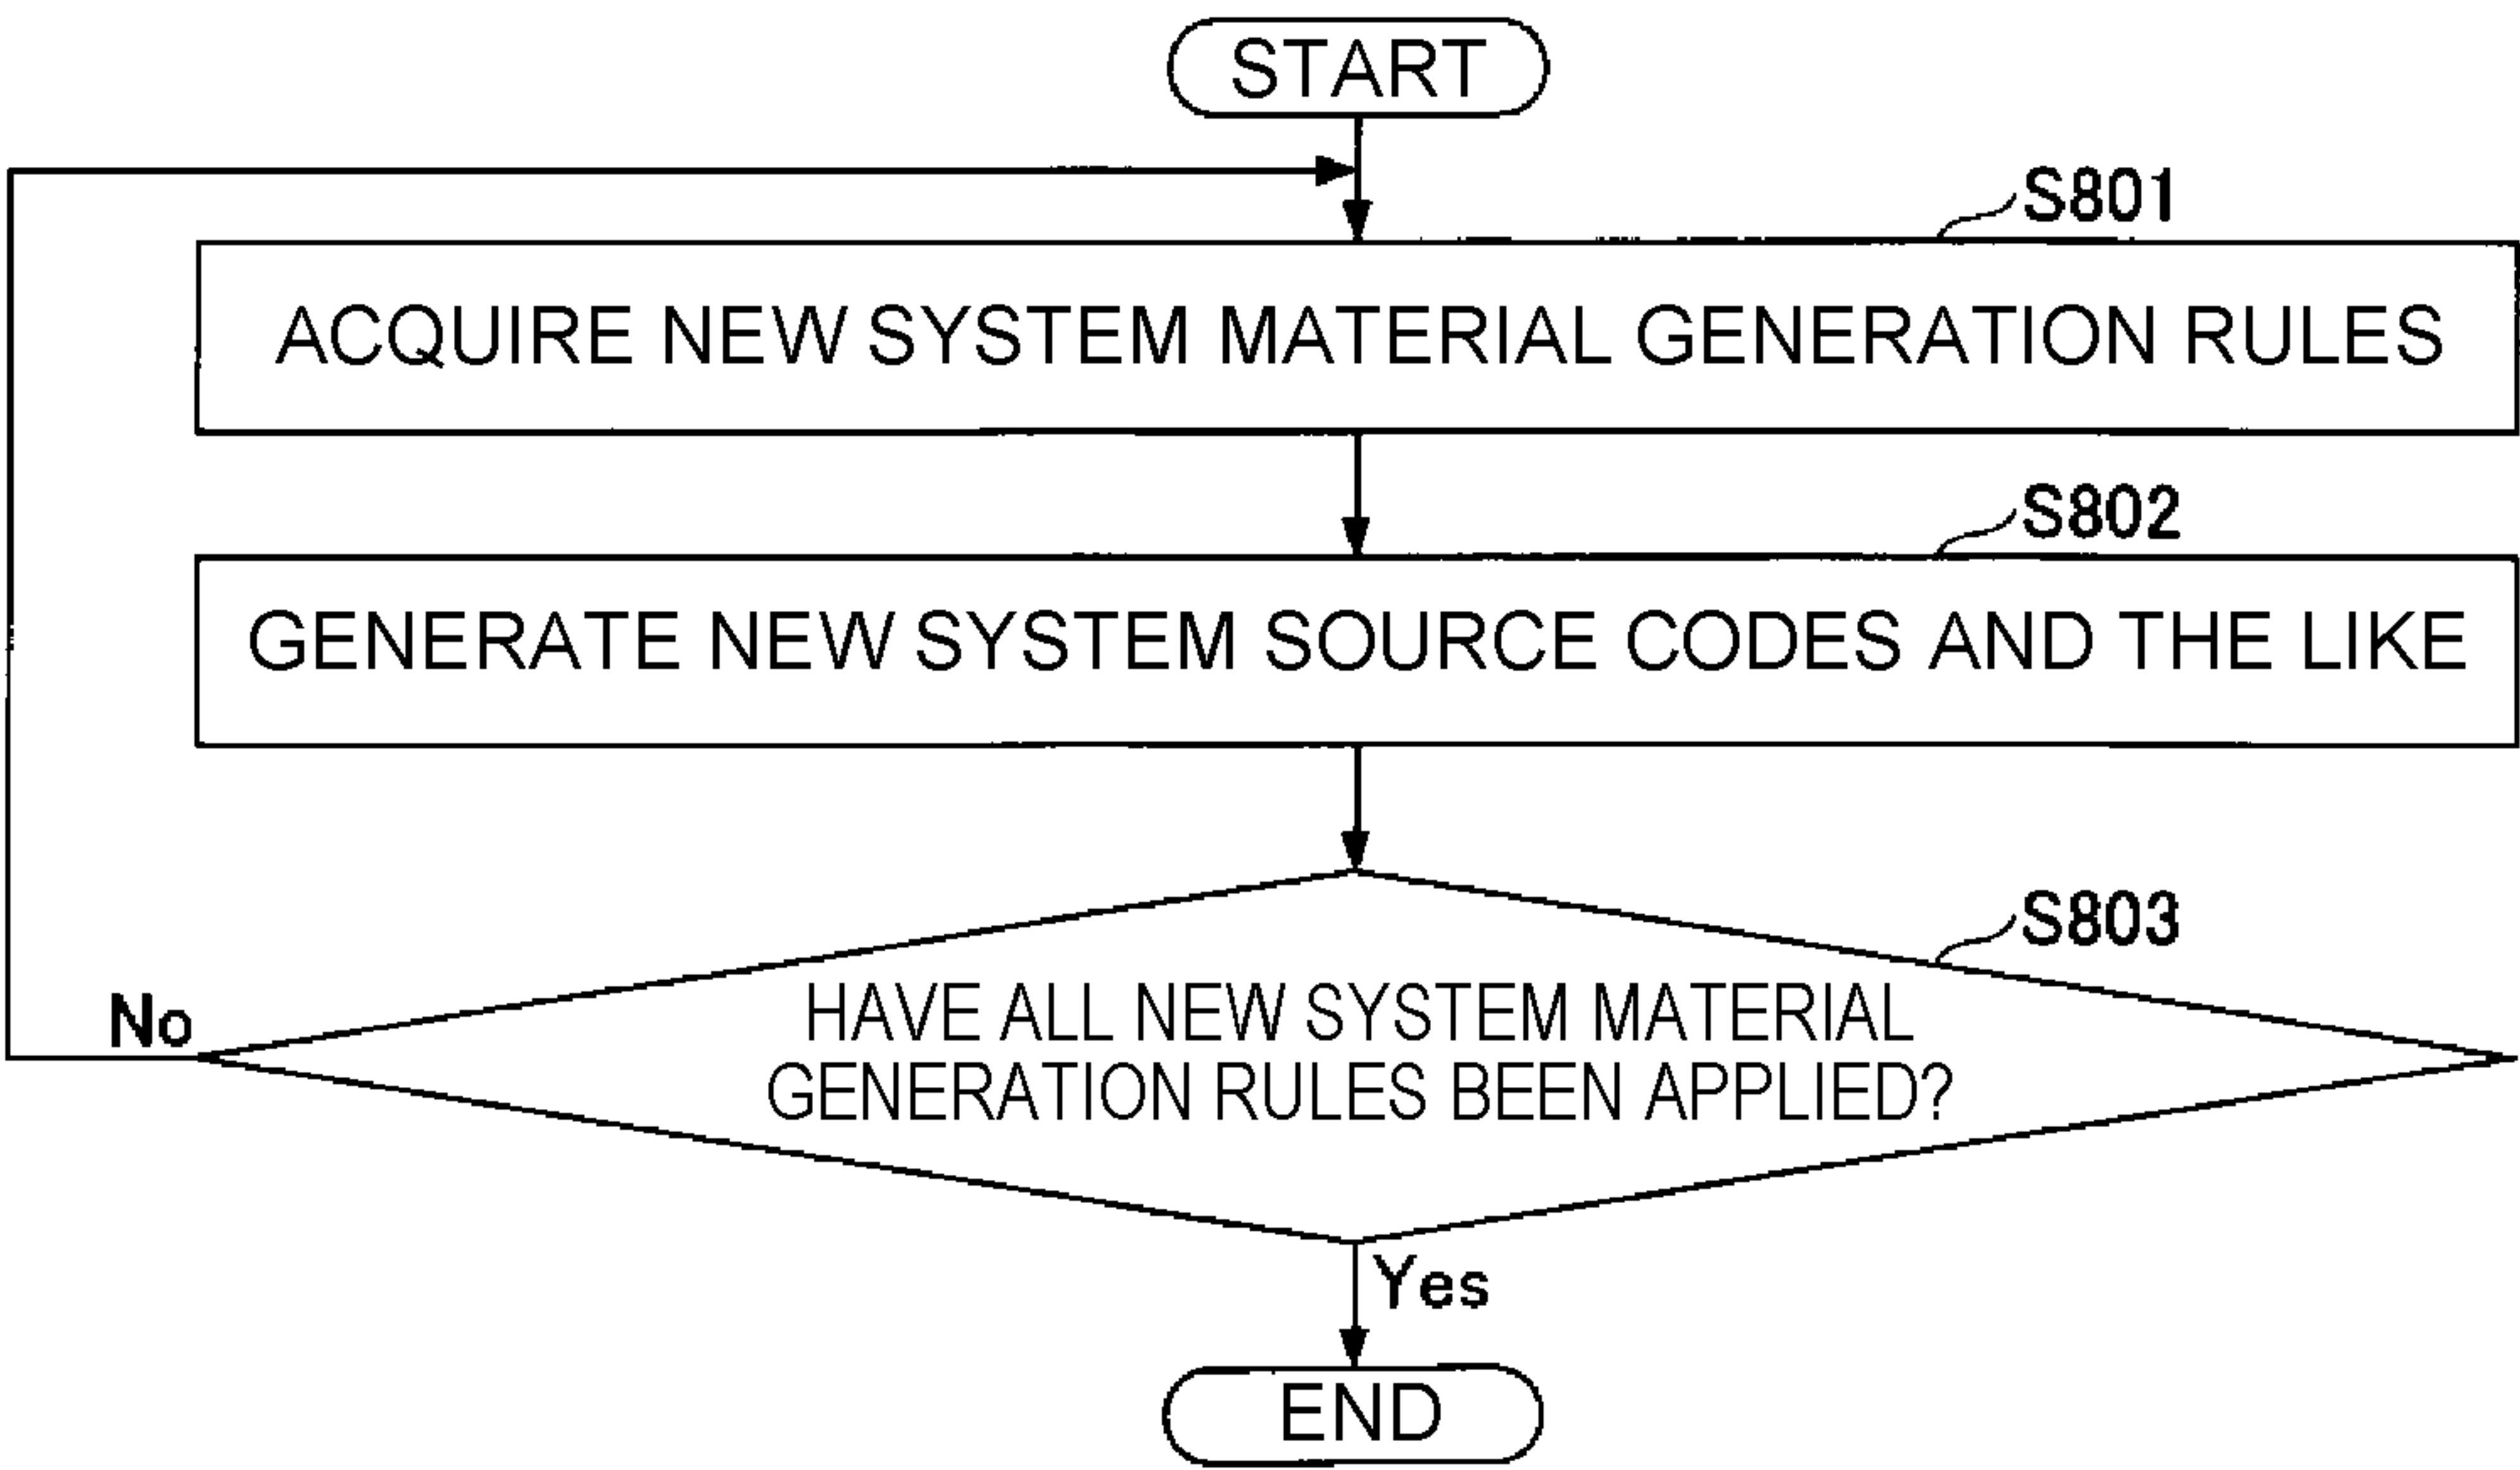 START
S801
ACQUIRE NEW SYSTEM MATERIAL GENERATION RULES
S802
GENERATE NEW SYSTEM SOURCE CODES AND THE LIKE
S803
HAVE ALL NEW SYSTEM MATERIAL
GENERATION RULES BEEN APPLIED?
No
Yes
END